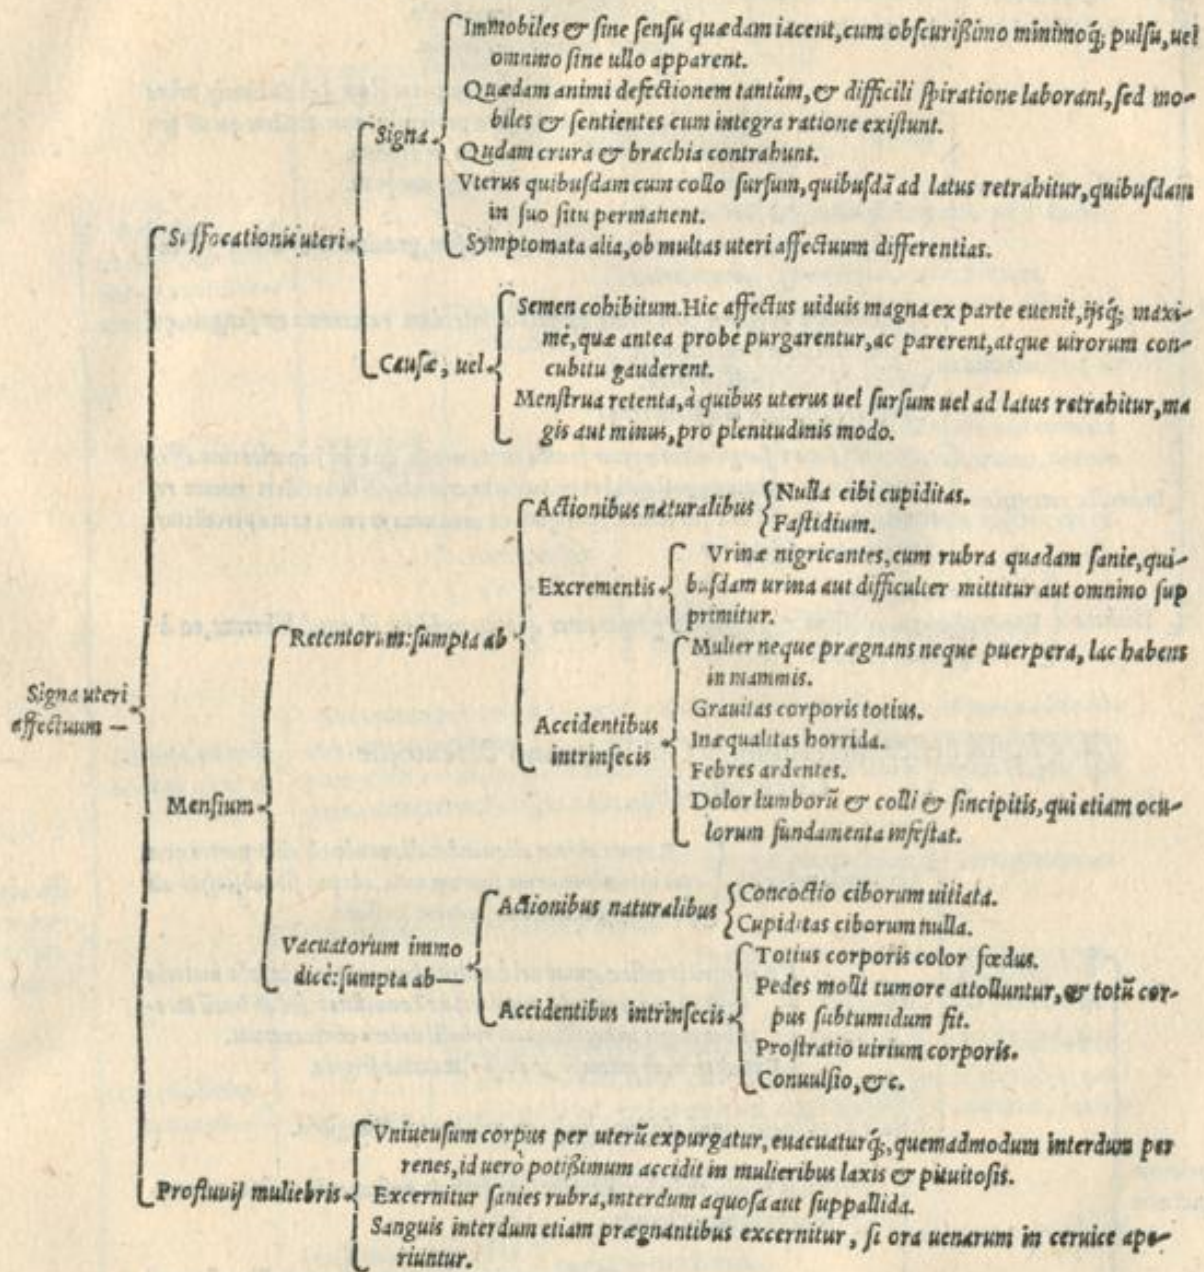 Immobiles & sine sensu quædam iacent, cum obscurißimo minimoq́; pulsu, uel
omnino sine ullo apparent.
Quædam animi defectionem tantùm, & difficili spiratione laborant, sed mo-
biles & sentientes cum integra ratione existunt.
Signa
Qudam crura & brachia contrahunt.
Vterus quibusdam cum collo sursum, quibusdã ad latus retrahitur, quibusdam
in suo situ permanent.
Suffocationis uteri
Symptomata alia, ob multas uteri affectuum differentias.
Semen cohibitum. Hic affectus uiduis magna ex parte euenit, ijsq́; maxi-
mè, quæ antea probè purgarentur, ac parerent, atque uirorum con-
Causæ, uel
cubitu gauderent.
Menstrua retenta, à quibus uterus uel sursum uel ad latus retrahitur, ma
gis aut minus, pro plenitudinis modo.
Actionibus naturalibus
Nulla cibi cupiditas.
Fastidium.
Vrinæ nigricantes, cum rubra quadam sanie, qui-
Excrementis
busdam urina aut difficulter mittitur aut omnino sup
primitur.
Retentorum: sumpta ab
Mulier neque prægnans neque puerpera, lac habens
in mammis.
Signa uteri
affectuum —
Grauitas corporis totius.
Accidentibus
intrinsecis
Inæqualitas horrida.
Febres ardentes.
Mensium
Dolor lumborũ & colli & sincipitis, qui etiam ocu-
lorum fundamenta infestat.
Actionibus naturalibus
Concoctio ciborum uitiata.
Cupiditas ciborum nulla.
Vacuatorum immo
dicè: sumpta ab —
Totius corporis color fœdus.
Pedes molli tumore attolluntur, & totũ cor-
pus subtumidum fit.
Accidentibus intrinsecis
Prostratio uirium corporis.
Conuulsio, &c.
Vniueusum corpus per uterũ expurgatur, euacuaturq́;, quemadmodum interdum per
renes, id uerò potißimum accidit in mulieribus laxis & pituitosis.
Profluuij muliebris
Excernitur sanies rubra, interdum aquosa aut suppallida.
Sanguis interdum etiam prægnantibus excernitur, si ora uenarum in ceruice ape-
riuntur.